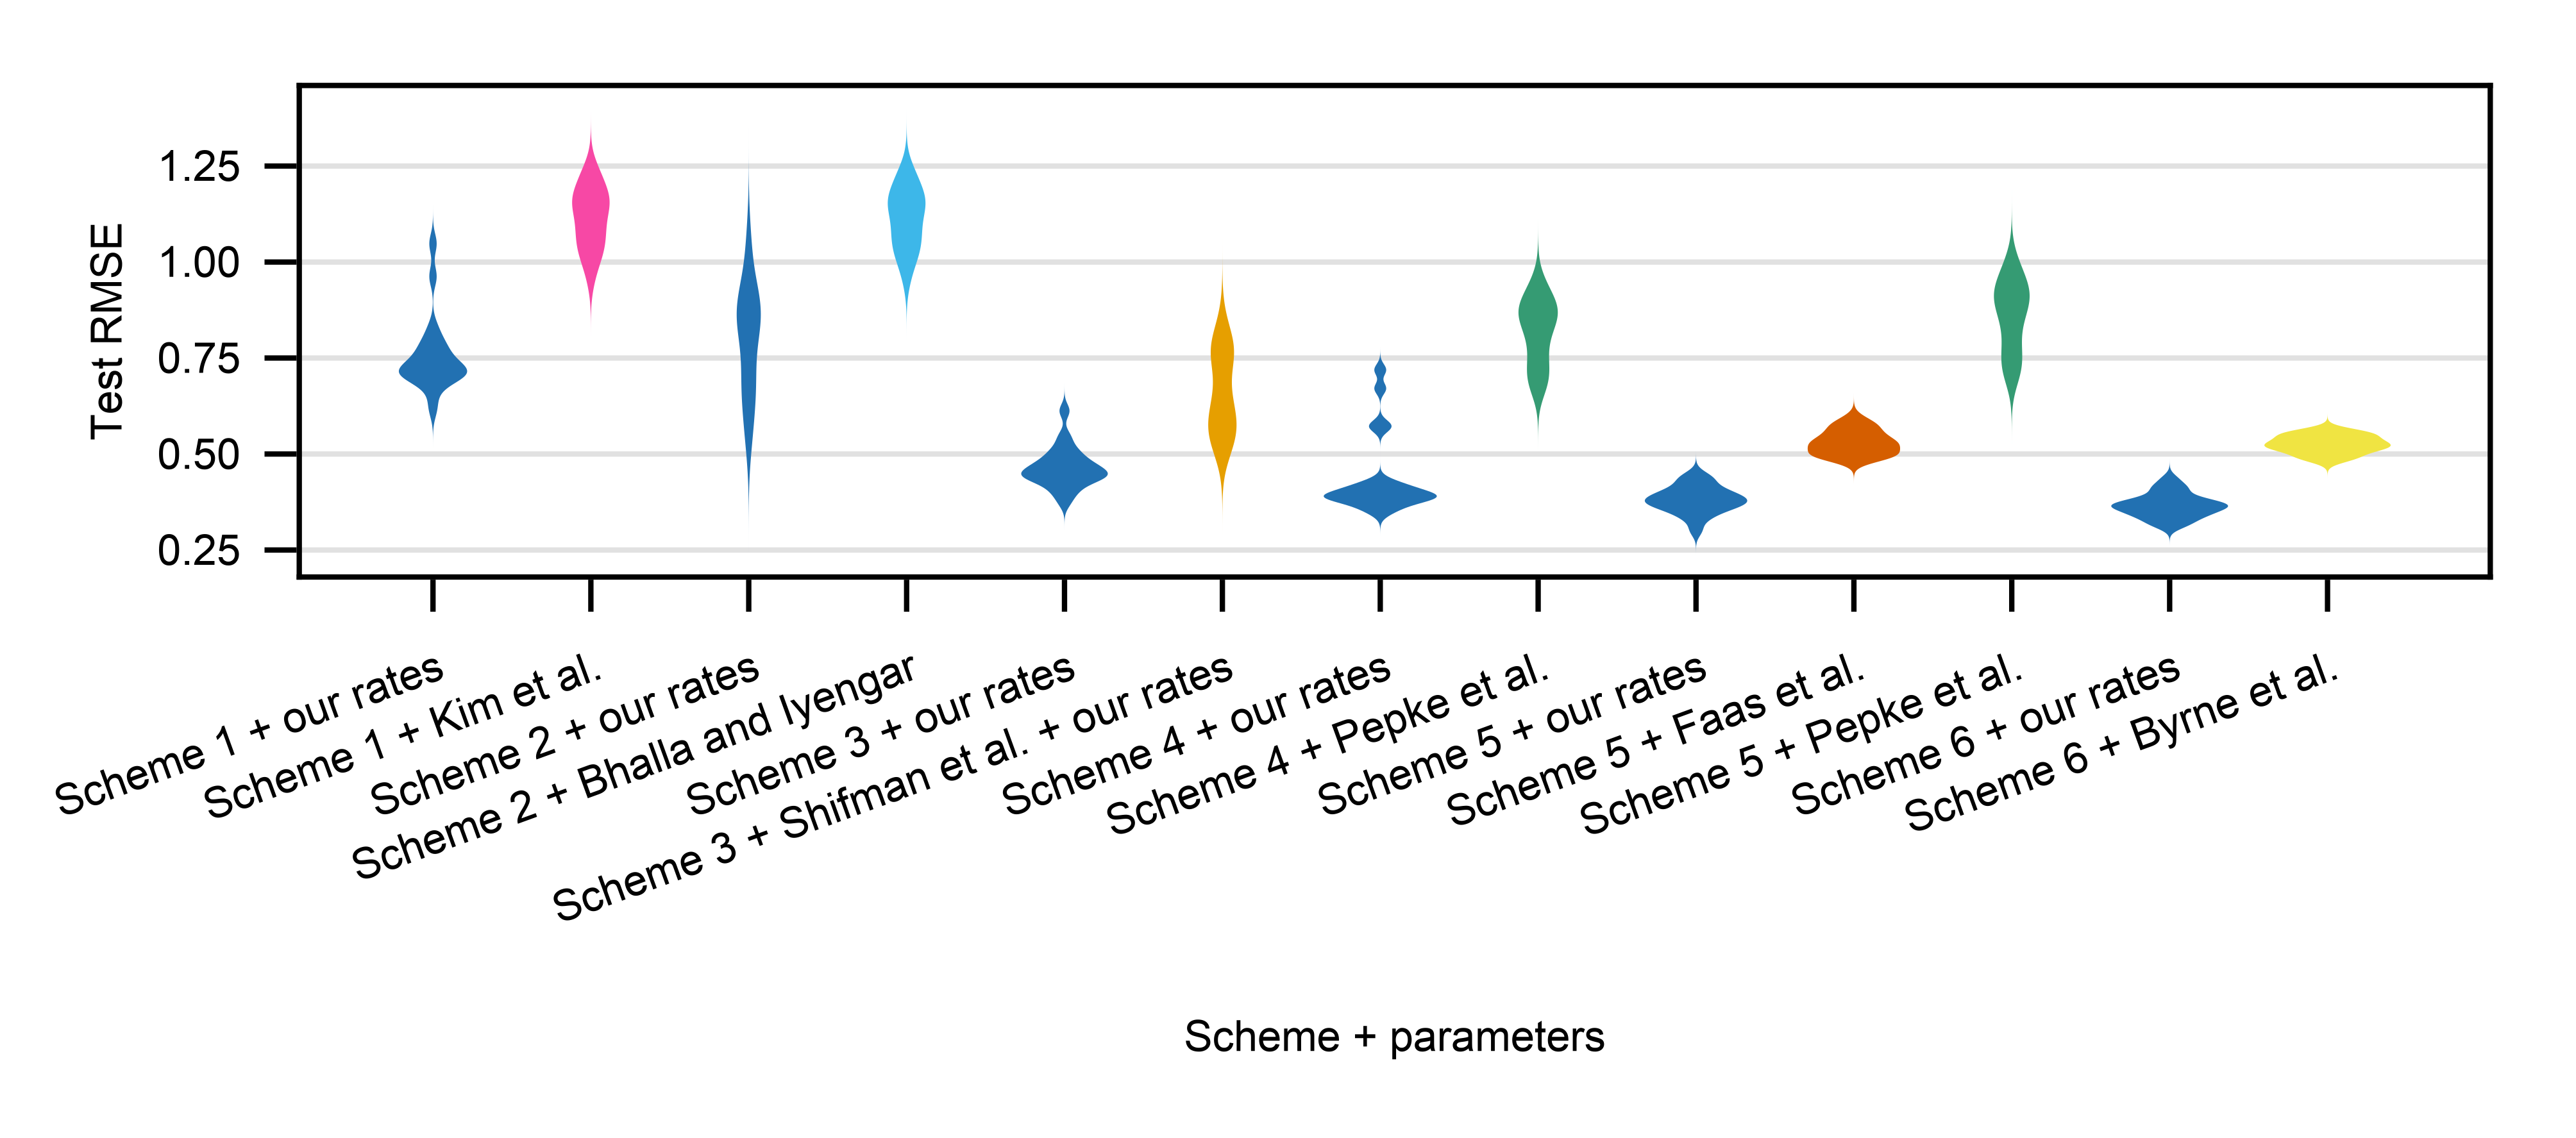 Test RMSE
1.25
1.00
0.75
0.50
0.25
Scheme 1 + our rates
Scheme 1 + Kim et al.
Scheme 2 + our rates
Scheme 2 + Bhalla and Iyengar
Scheme 3 + our rates
Scheme 3 + Shifman et al. + our rates
Scheme 4 + our rates
Scheme 4 + Pepke et al.
Scheme 5 + our rates
Scheme 5 + Faas et al.
Scheme 5 + Pepke et al.
Scheme 6 + our rates
Scheme 6 + Byrne et al.
Scheme + parameters